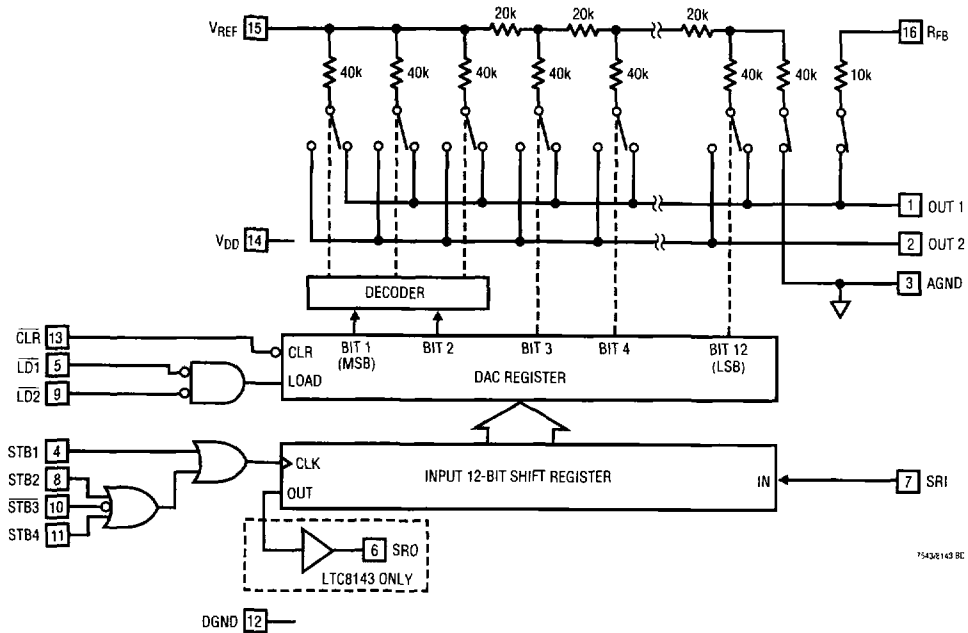 20k 20k 20k
VREF 15
16 RFB
40k 40k 40k 40k 40k 40k 40k 10k
1 OUT 1
VDD 14
2 OUT 2
3 AGND
DECODER
CLR 13
CLR
BIT 1 (MSB)
BIT 2
BIT 3
BIT 4
BIT 12 (LSB)
LD1 5
LOAD
DAC REGISTER
LD2 9
STB1 4
CLK
INPUT 12-BIT SHIFT REGISTER
STB2 8
OUT
IN
7 SRI
STB3 10
STB4 11
6 SRO
LTC8143 ONLY
7543/8143 BD
DGND 12